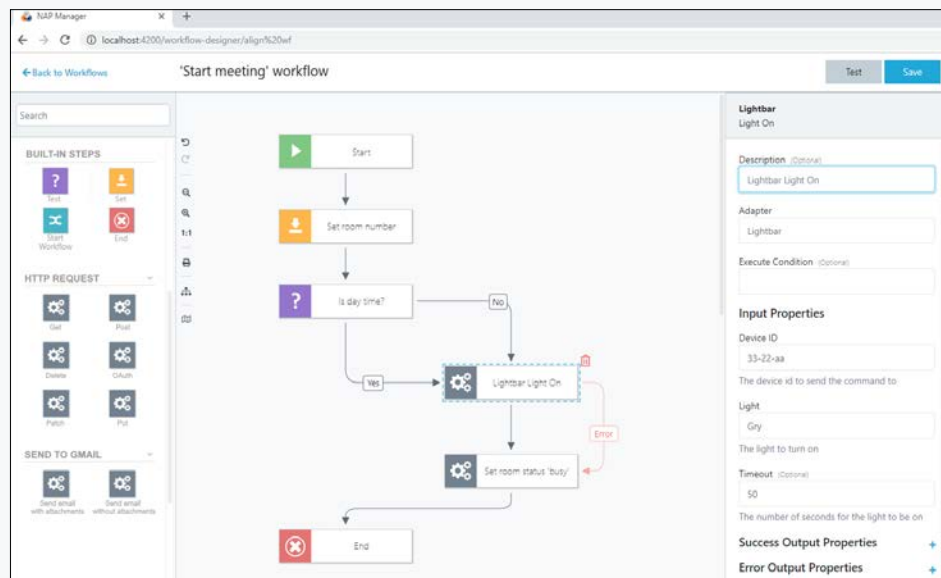 NAP Manager
localhost:4200/workflow-designer/align%20wf
Back to Workflows
'Start meeting' workflow
Test
Save
Search
BUILT-IN STEPS
Test
Set
Start
Workflow
End
HTTP REQUEST
Get
Post
Delete
OAuth
Patch
Put
SEND TO GMAIL
Send email
with attachments
Send email
without attachments
1:1
Start
Set room number
Is day time?
No
Yes
Lightbar Light On
Error
Set room status 'busy'
End
Lightbar
Light On
Description (Optional)
Lightbar Light On
Adapter
Lightbar
Execute Condition (Optional)
Input Properties
Device ID
33-22-aa
The device id to send the command to
Light
Gry
The light to turn on
Timeout (Optional)
50
The number of seconds for the light to be on
Success Output Properties
Error Output Properties